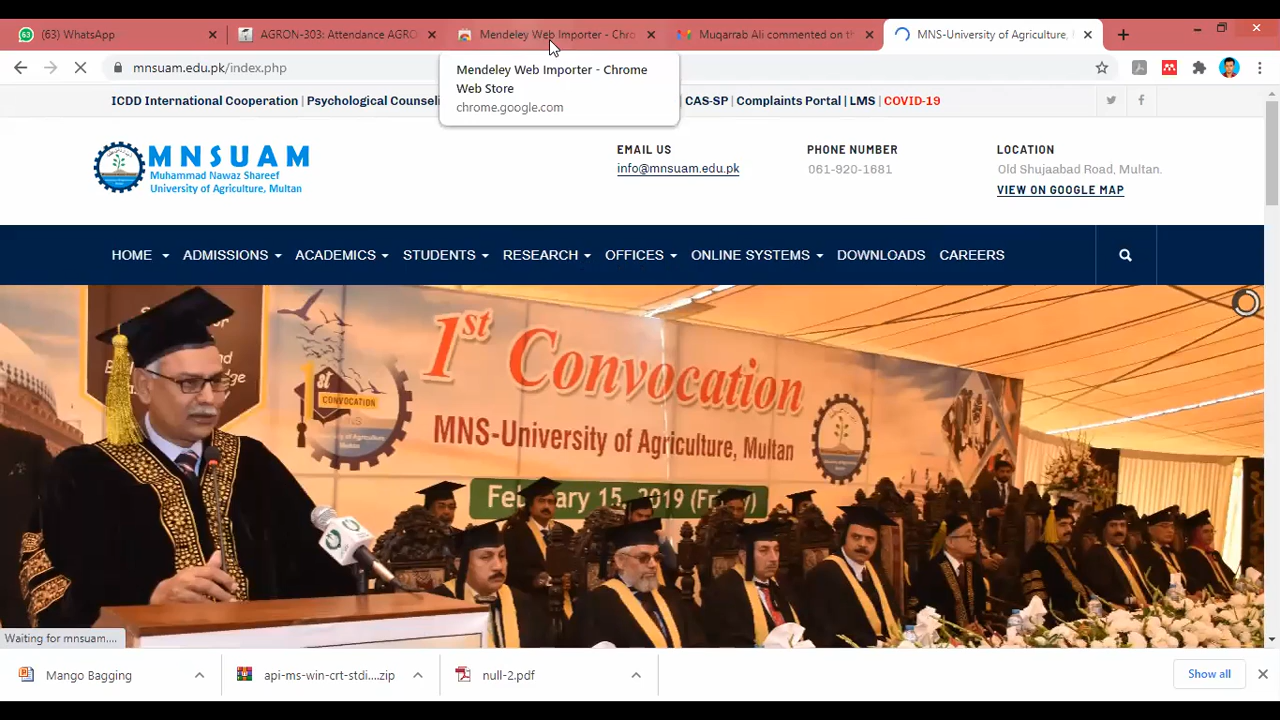 (63) WhatsApp
AGRON-303: Attendance AGRO
Mendeley Web Importer - Chro
Muqarrab Ali commented on th
MNS-University of Agriculture,
mnsuam.edu.pk/index.php
Mendeley Web Importer - Chrome
Web Store
chrome.google.com
ICDD International Cooperation | Psychological Counseli
CAS-SP | Complaints Portal | LMS | COVID-19
MNSUAM
Muhammad Nawaz Shareef
University of Agriculture, Multan
EMAIL US
info@mnsuam.edu.pk
PHONE NUMBER
061-920-1681
LOCATION
Old Shujaabad Road, Multan.
VIEW ON GOOGLE MAP
HOME ADMISSIONS ACADEMICS STUDENTS RESEARCH OFFICES ONLINE SYSTEMS DOWNLOADS CAREERS
1st Convocation
MNS-University of Agriculture, Multan
February 15, 2019 (Friday)
1st
CONVOCATION
Waiting for mnsuam....
Mango Bagging
api-ms-win-crt-stdi....zip
null-2.pdf
Show all